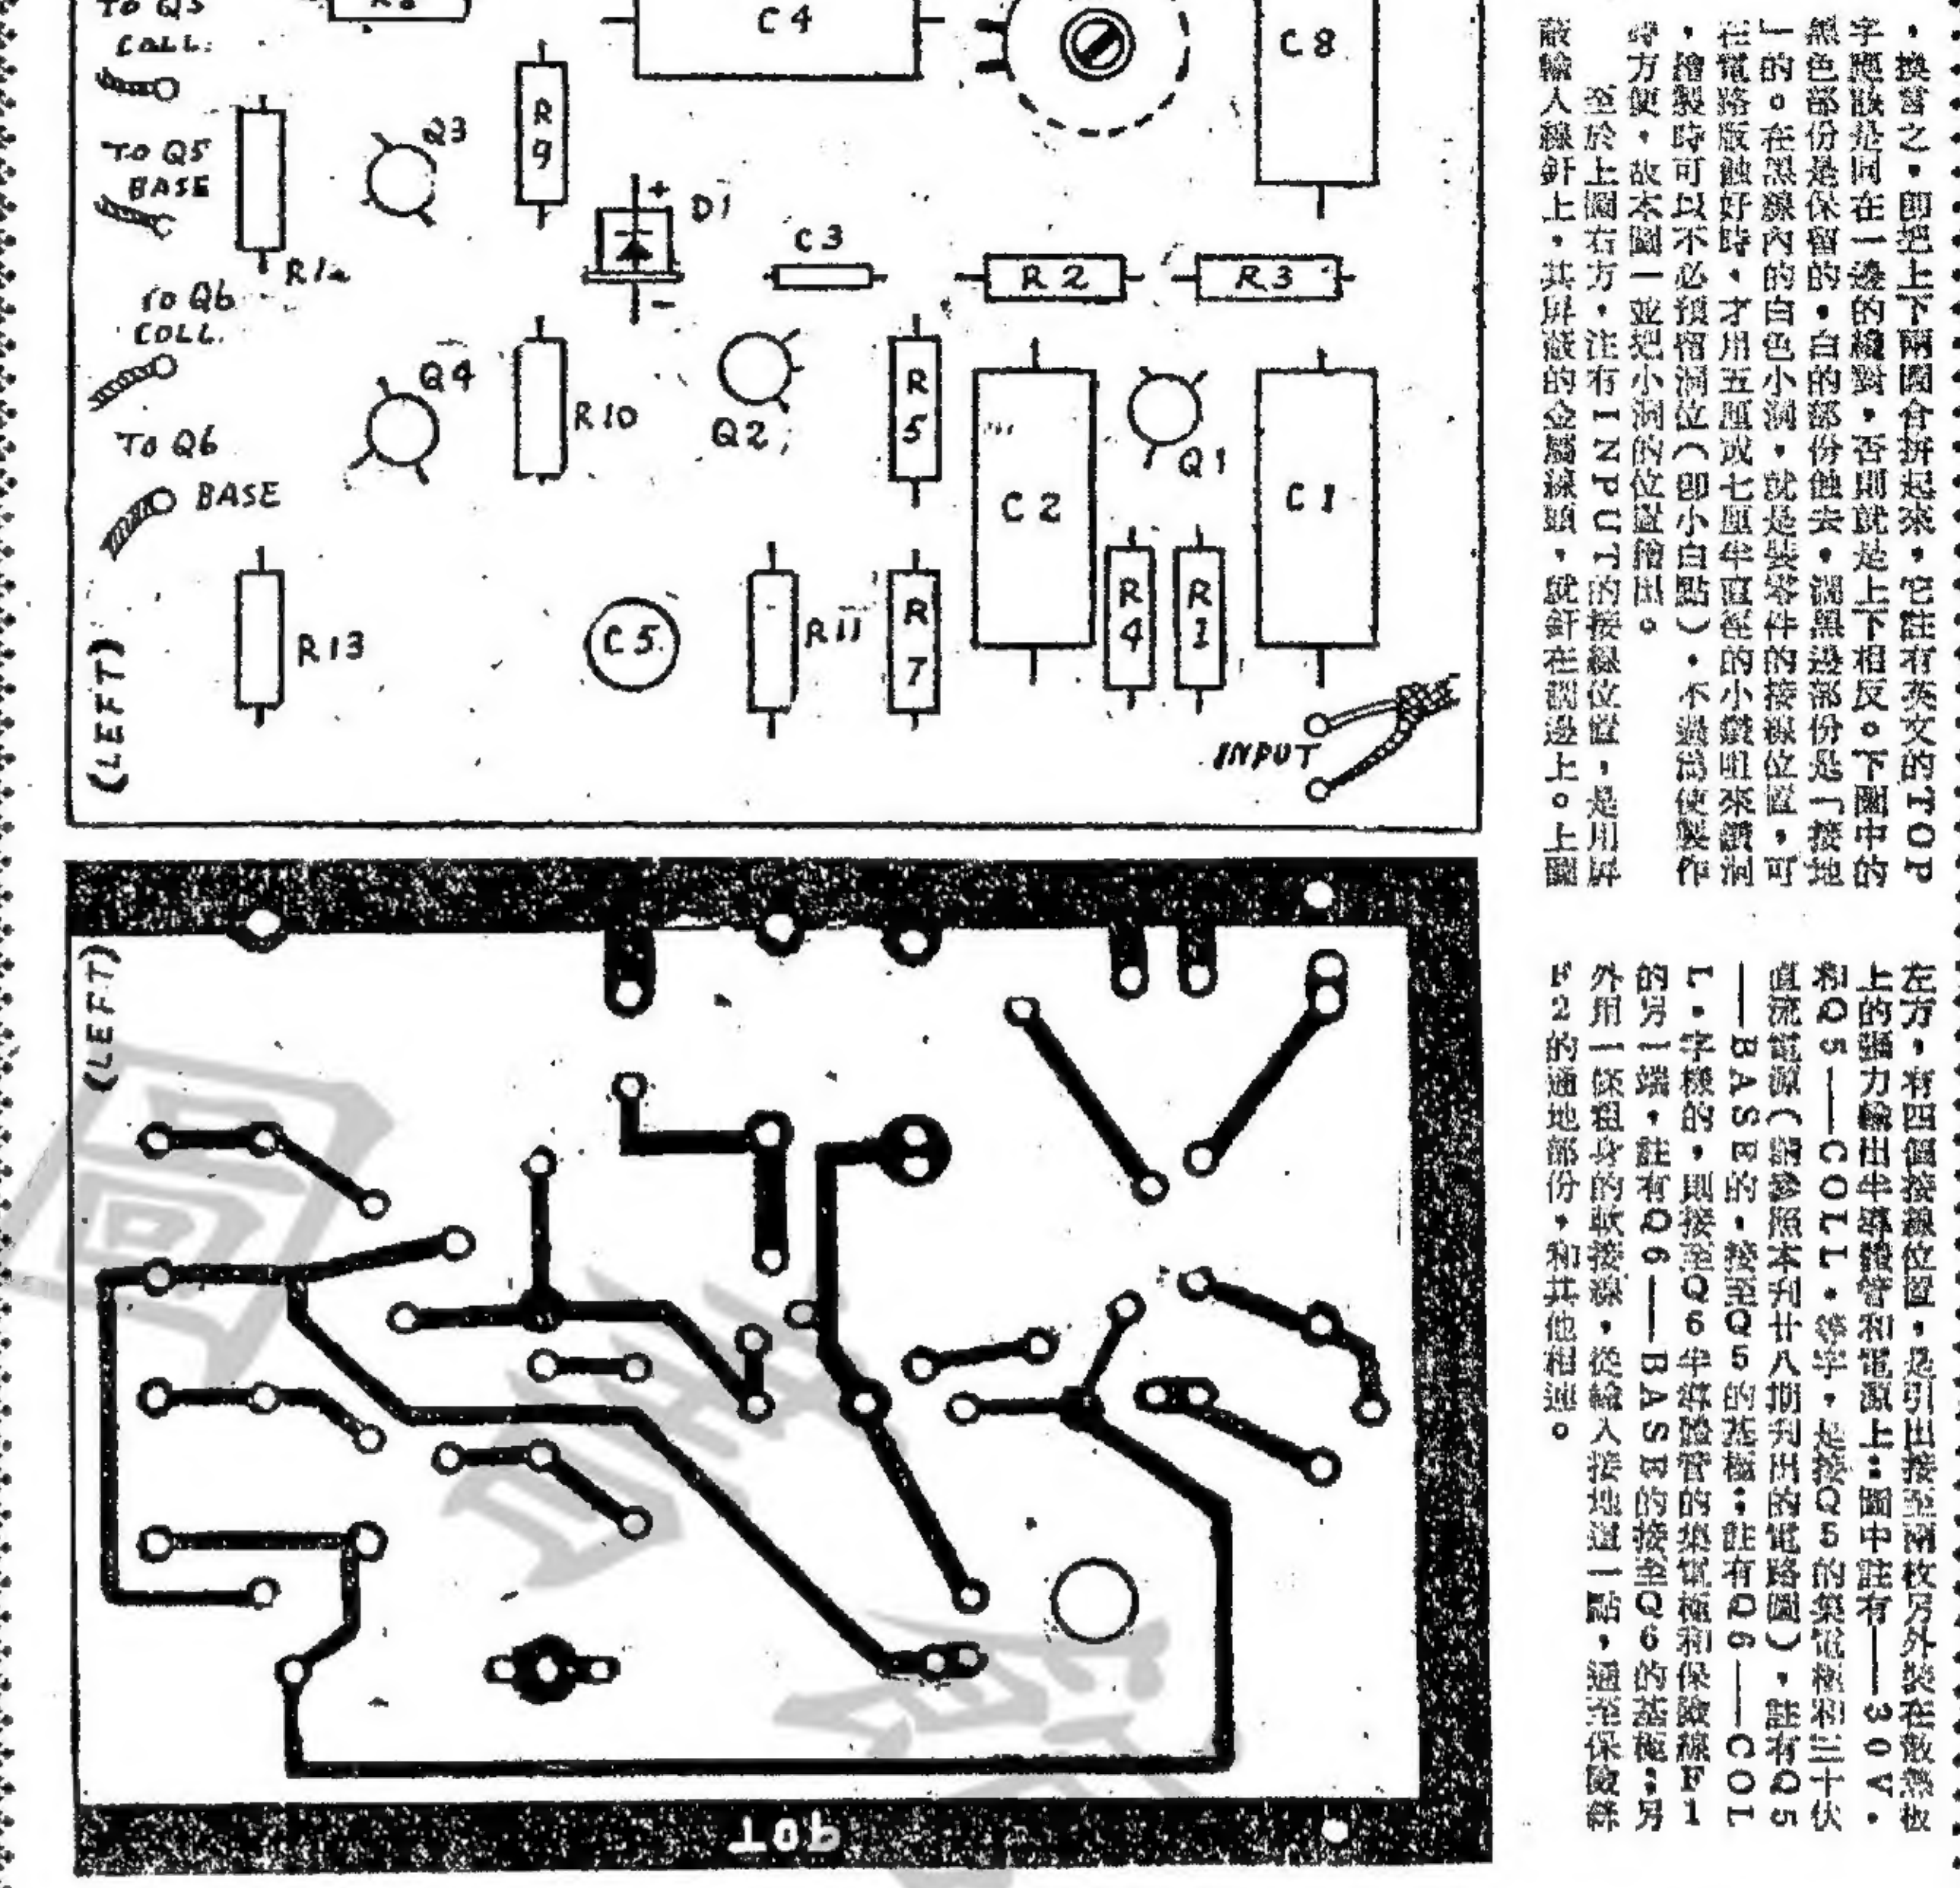 TO Q5
COLL.
R8
C4
C8
R
9
Q3
TO Q5
BASE
R12
D1
+
-
C3
R2
R3
TO Q6
COLL.
Q4
R10
Q2
R
5
C2
Q1
C1
TO Q6
BASE
R13
C5
R11
R
7
R
4
R
1
INPUT
(LEFT)
(LEFT)
TOP
，換言之，即把上下兩圖合拼起來，它註有英文的TOP
字應該是同在一邊的纔對，否則就是上下相反。下圖中的
黑色部份是保留的，白的部份蝕去，濶黑邊部份是「接地
」的。在黑線內的白色小洞，就是裝零件的接線位置，可
在電路版蝕好時，才用五厘或七厘半直徑的小鑽咀來鑽洞
，繪製時可以不必預留洞位（即小白點），不過為使製作
時方便，故本圖一並把小洞的位置繪出。
至於上圖右方，注有INPUT的接線位置，是用屏
蔽輸入線釬上，其屏蔽的金屬線頭，就釬在濶邊上。上圖
左方，有四個接線位置，是引出接至兩枚另外裝在散熱板
上的強力輸出半導體管和電源上：圖中註有——30V，
和Q5——COLL，等字，是接Q5的集電極和三十伏
直流電源（請參照本刊廿八期刊出的電路圖），註有Q5
——BASE的，接至Q5的基極：註有Q6——COL
L，字樣的，則接至Q6半導體管的集電極和保險絲F1
的另一端，註有Q6——BASE的接至Q6的基極：另
外用一條粗身的軟接線，從輸入接地這一點，通至保險絲
F2的通地部份，和其他相連。